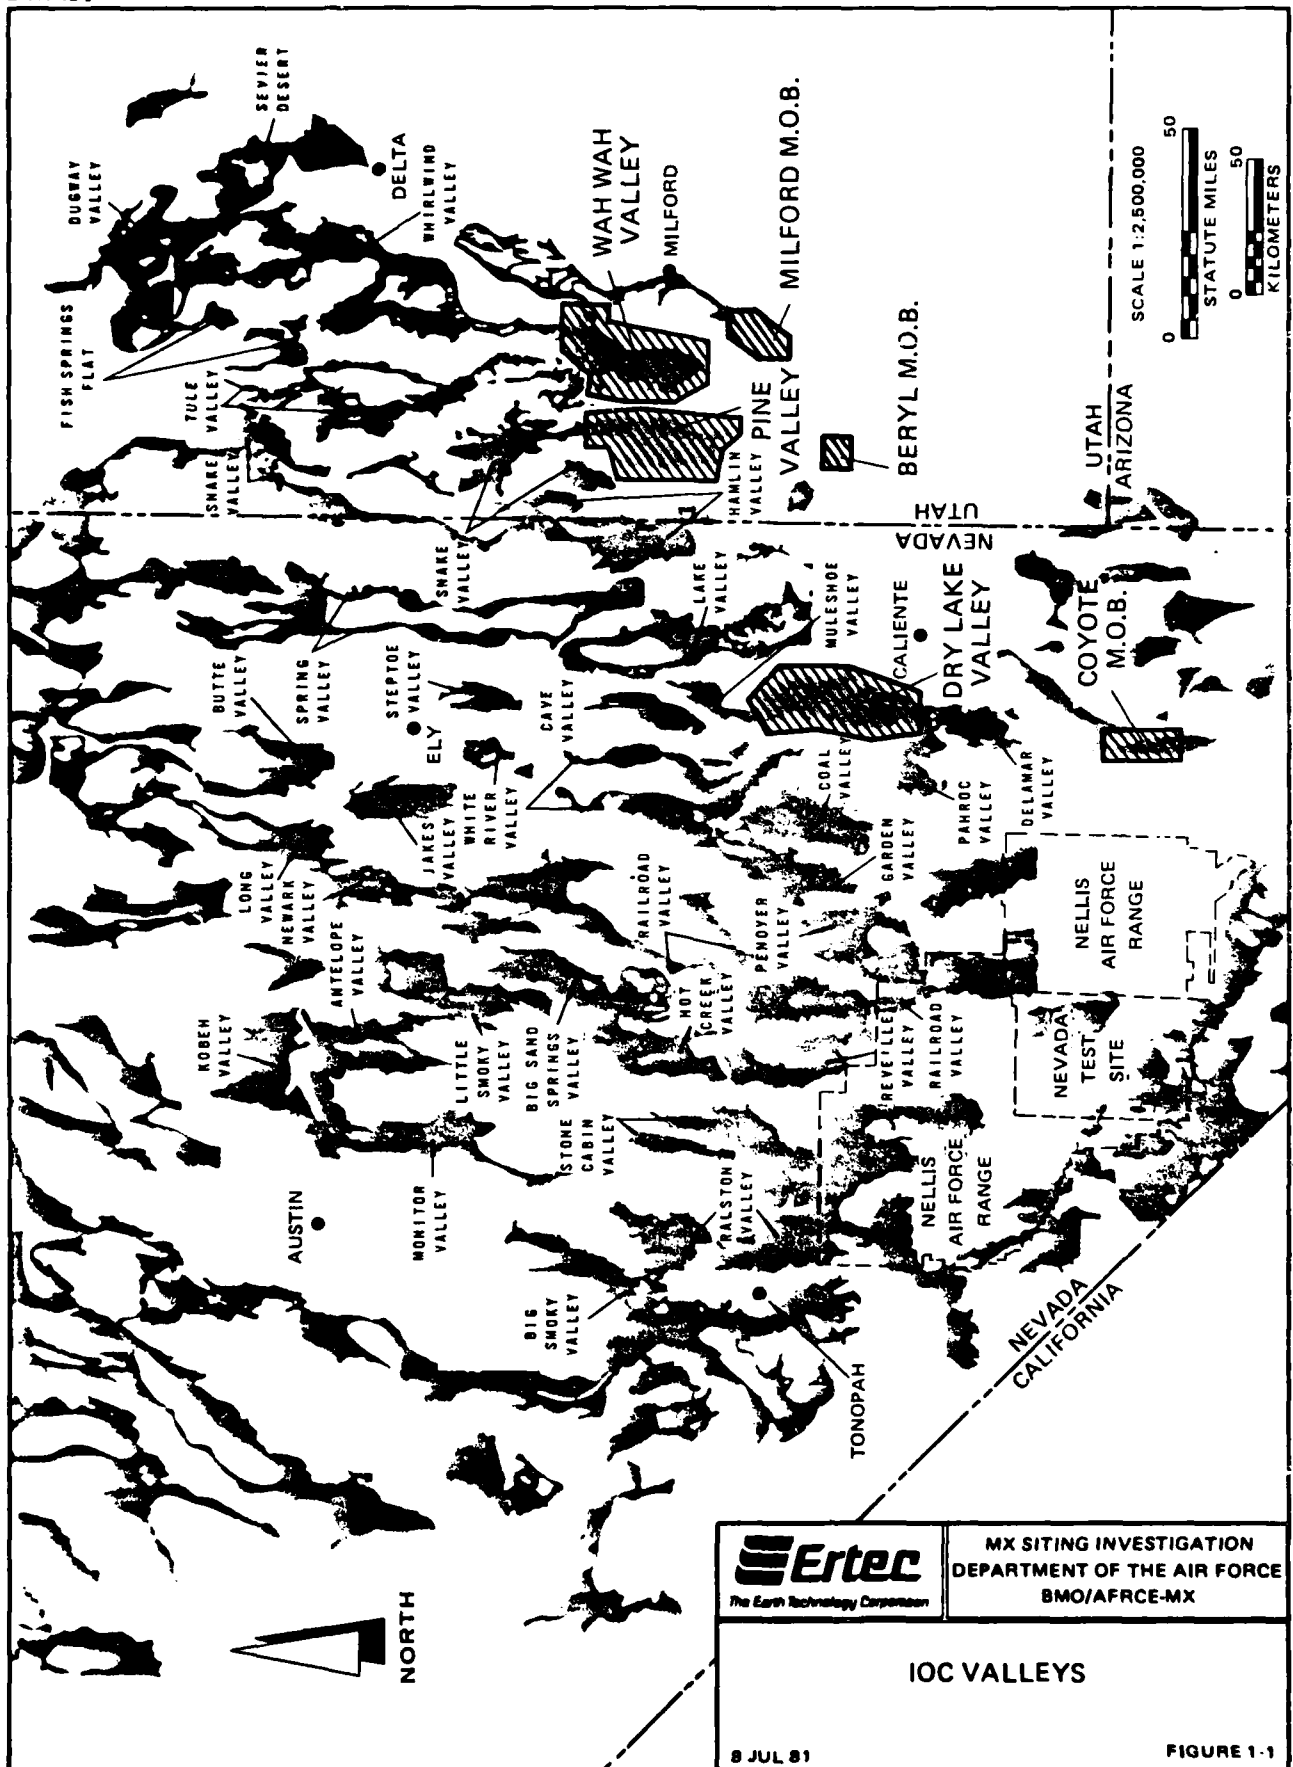 SEVIER
DESERT
DUGWAY
VALLEY
DELTA
WHIRLWIND
VALLEY
FISH SPRINGS
FLAT
TULE
VALLEY
SNAKE
VALLEY
WAH WAH
VALLEY
MILFORD
MILFORD M.O.B.
PINE
VALLEY
HAMLIN
VALLEY
BERYL M.O.B.
UTAH
ARIZONA
SCALE 1:2,500,000
0
50
STATUTE MILES
0
50
KILOMETERS
NEVADA
UTAH
SNAKE
VALLEY
LAKE
VALLEY
MULESHOE
VALLEY
CALIENTE
DRY LAKE
VALLEY
COYOTE
M.O.B.
BUTTE
VALLEY
SPRING
VALLEY
STEPTOE
VALLEY
ELY
CAVE
VALLEY
WHITE
RIVER
VALLEY
JAKES
VALLEY
COAL
VALLEY
GARDEN
VALLEY
PAHROC
VALLEY
DELAMAR
VALLEY
LONG
VALLEY
NEWARK
VALLEY
ANTELOPE
VALLEY
KOBEH
VALLEY
LITTLE
SMOKY
VALLEY
BIG SAND
SPRINGS
VALLEY
RAILROAD
VALLEY
HOT
CREEK
VALLEY
PENOYER
VALLEY
REVEILLE
VALLEY
RAILROAD
VALLEY
NELLIS
AIR FORCE
RANGE
NEVADA
TEST
SITE
STONE
CABIN
VALLEY
AUSTIN
MONITOR
VALLEY
RALSTON
VALLEY
NELLIS
AIR FORCE
RANGE
BIG
SMOKY
VALLEY
TONOPAH
NEVADA
CALIFORNIA
NORTH
Ertec
The Earth Technology Corporation
MX SITING INVESTIGATION
DEPARTMENT OF THE AIR FORCE
BMO/AFRCE-MX
IOC VALLEYS
8 JUL 81
FIGURE 1-1